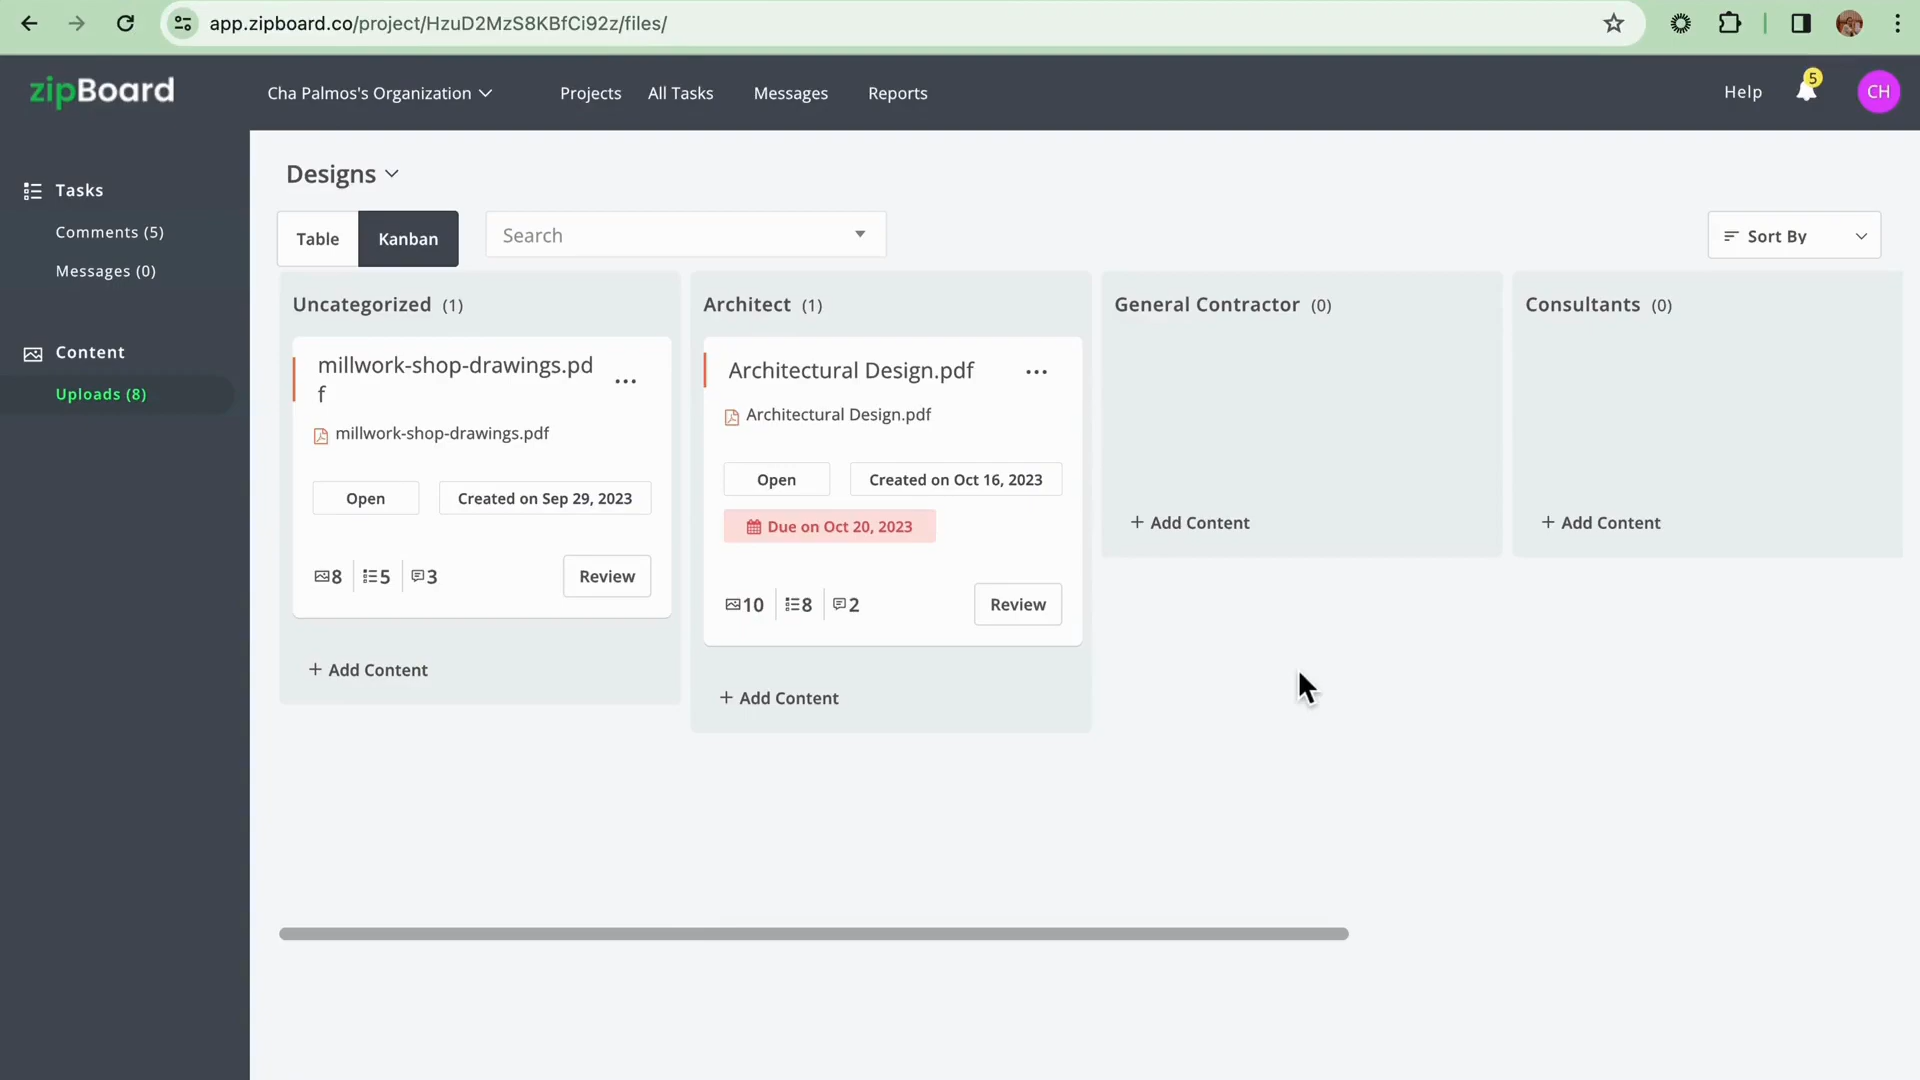 app.zipboard.co/project/HzuD2MzS8KBfCi92z/files/
zipBoard
Cha Palmos's Organization
Projects
All Tasks
Messages
Reports
Help
5
CH
Tasks
Comments (5)
Messages (0)
Content
Uploads (8)
Designs
Table
Kanban
Search
Sort By
Uncategorized (1)
millwork-shop-drawings.pd
f
millwork-shop-drawings.pdf
Open
Created on Sep 29, 2023
8
5
3
Review
+ Add Content
Architect (1)
Architectural Design.pdf
Architectural Design.pdf
Open
Created on Oct 16, 2023
Due on Oct 20, 2023
10
8
2
Review
+ Add Content
General Contractor (0)
+ Add Content
Consultants (0)
+ Add Content